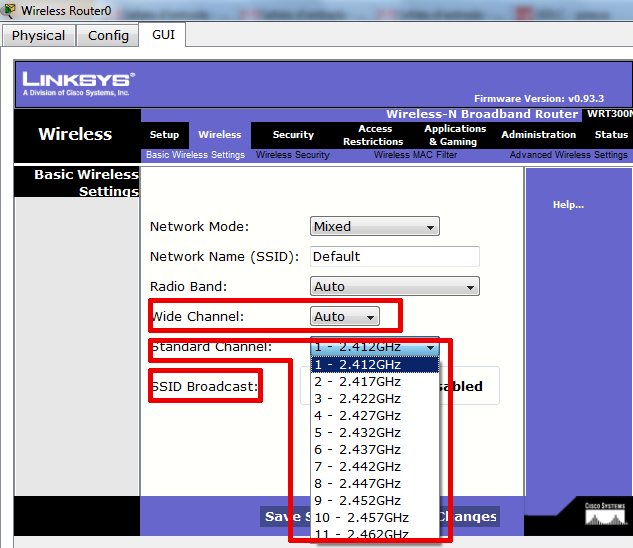 Wireless Router0
Physical Config GUI
LINKSYS®
A Division of Cisco Systems, Inc.
Firmware Version: v0.93.3
Wireless-N Broadband Router WRT300N
Wireless
Setup Wireless Security Access Restrictions Applications & Gaming Administration Status
Basic Wireless Settings Wireless Security Wireless MAC Filter Advanced Wireless Settings
Basic Wireless
Settings
Help...
Network Mode: Mixed
Network Name (SSID): Default
Radio Band: Auto
Wide Channel: Auto
Standard Channel: 1 - 2.412GHz
1 - 2.412GHz
2 - 2.417GHz
SSID Broadcast: abled
3 - 2.422GHz
4 - 2.427GHz
5 - 2.432GHz
6 - 2.437GHz
7 - 2.442GHz
8 - 2.447GHz
9 - 2.452GHz
10 - 2.457GHz
11 - 2.462GHz
Save S Changes
CISCO SYSTEMS